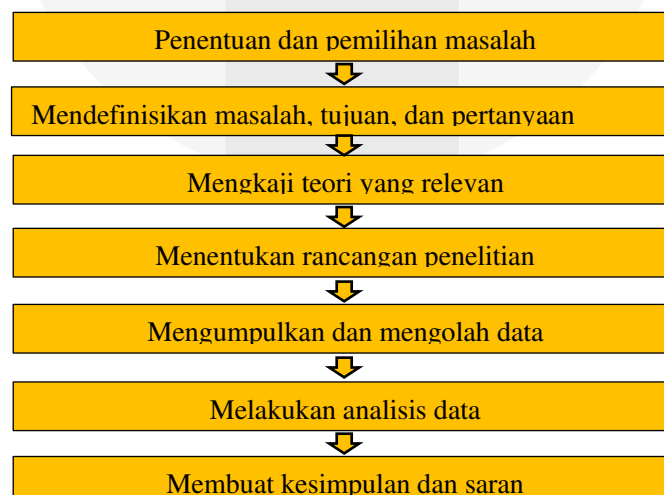 Penentuan dan pemilihan masalah
Mendefinisikan masalah, tujuan, dan pertanyaan
Mengkaji teori yang relevan
Menentukan rancangan penelitian
Mengumpulkan dan mengolah data
Melakukan analisis data
Membuat kesimpulan dan saran